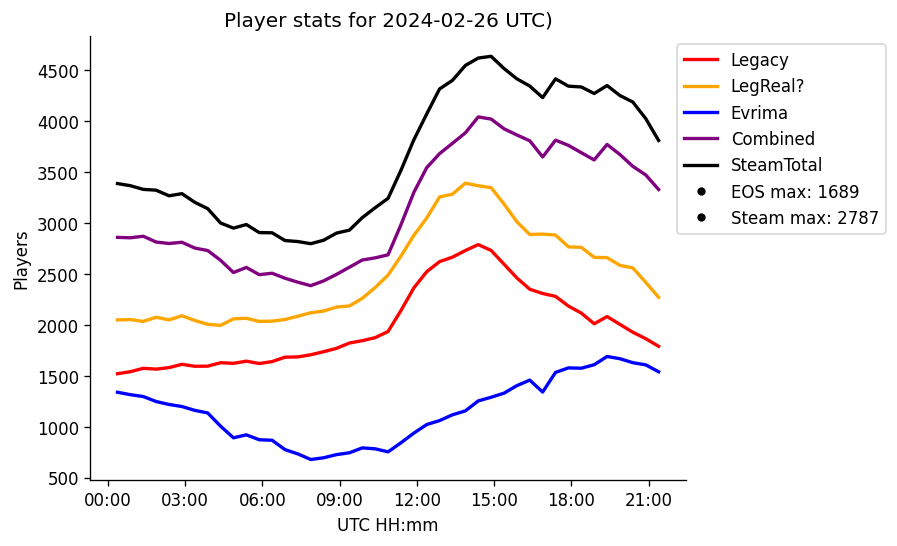 Player stats for 2024-02-26 UTC)
Legacy
LegReal?
Evrima
Combined
SteamTotal
EOS max: 1689
Steam max: 2787
Players
4500
4000
3500
3000
2500
2000
1500
1000
500
00:00 03:00 06:00 09:00 12:00 15:00 18:00 21:00
UTC HH:mm